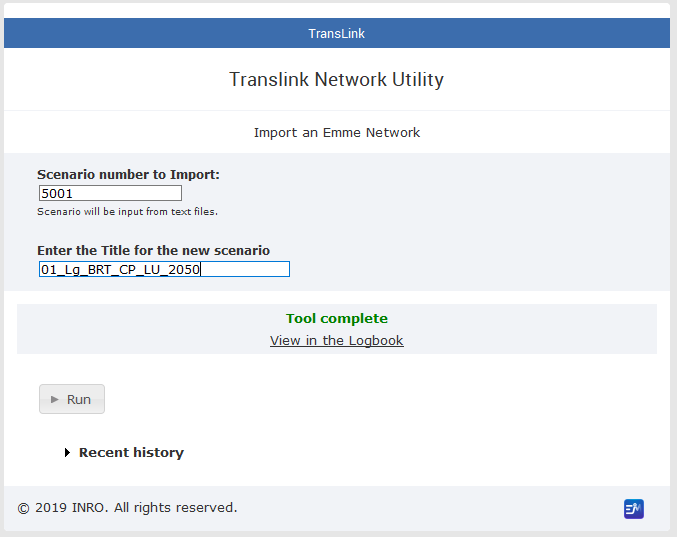 TransLink
Translink Network Utility
Import an Emme Network
Scenario number to Import:
5001
Scenario will be input from text files.
Enter the Title for the new scenario
01_Lg_BRT_CP_LU_2050
Tool complete
View in the Logbook
Run
Recent history
© 2019 INRO. All rights reserved.